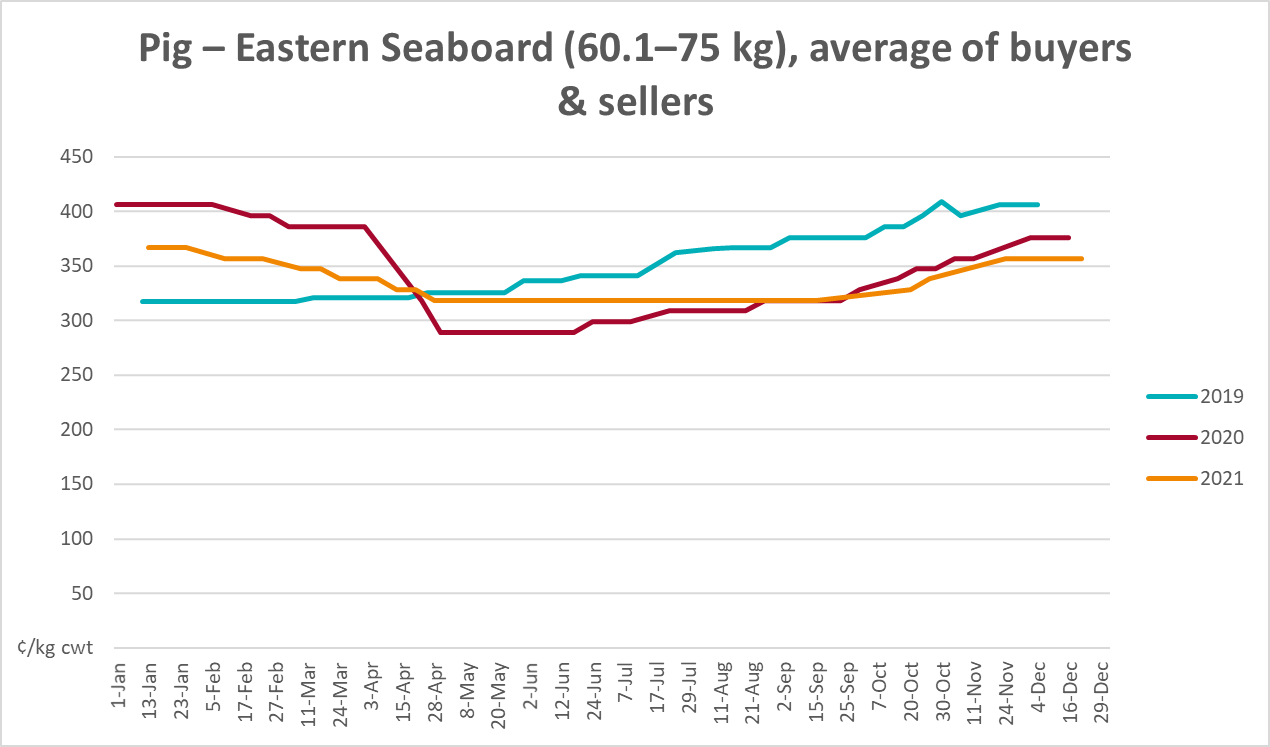 Pig – Eastern Seaboard (60.1–75 kg), average of buyers
& sellers
450
400
350
300
250
200
150
100
50
¢/kg cwt
2019
2020
2021
1-Jan
13-Jan
23-Jan
5-Feb
17-Feb
27-Feb
11-Mar
24-Mar
3-Apr
15-Apr
28-Apr
8-May
20-May
2-Jun
12-Jun
24-Jun
7-Jul
17-Jul
29-Jul
11-Aug
21-Aug
2-Sep
15-Sep
25-Sep
7-Oct
20-Oct
30-Oct
11-Nov
24-Nov
4-Dec
16-Dec
29-Dec